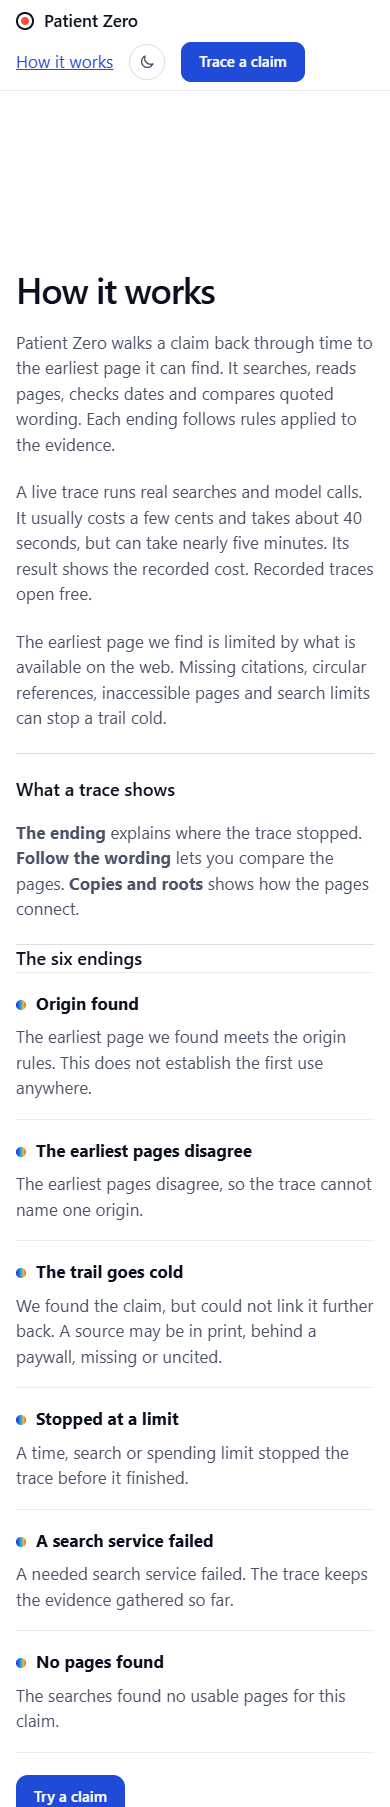 Patient Zero
How it works
Trace a claim
How it works
Patient Zero walks a claim back through time to
the earliest page it can find. It searches, reads
pages, checks dates and compares quoted
wording. Each ending follows rules applied to
the evidence.
A live trace runs real searches and model calls.
It usually costs a few cents and takes about 40
seconds, but can take nearly five minutes. Its
result shows the recorded cost. Recorded traces
open free.
The earliest page we find is limited by what is
available on the web. Missing citations, circular
references, inaccessible pages and search limits
can stop a trail cold.
What a trace shows
The ending explains where the trace stopped.
Follow the wording lets you compare the
pages. Copies and roots shows how the pages
connect.
The six endings
Origin found
The earliest page we found meets the origin
rules. This does not establish the first use
anywhere.
The earliest pages disagree
The earliest pages disagree, so the trace cannot
name one origin.
The trail goes cold
We found the claim, but could not link it further
back. A source may be in print, behind a
paywall, missing or uncited.
Stopped at a limit
A time, search or spending limit stopped the
trace before it finished.
A search service failed
A needed search service failed. The trace keeps
the evidence gathered so far.
No pages found
The searches found no usable pages for this
claim.
Try a claim